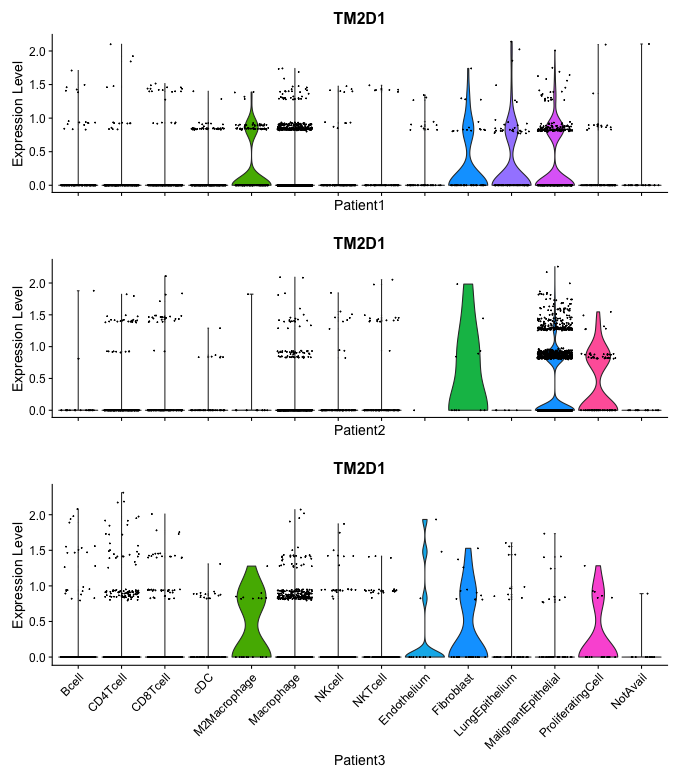 TM2D1
Expression Level
2.0
1.5
1.0
0.5
0.0
Patient1
TM2D1
Expression Level
2.0
1.5
1.0
0.5
0.0
Patient2
TM2D1
Expression Level
2.0
1.5
1.0
0.5
0.0
Bcell
CD4Tcell
CD8Tcell
cDC
M2Macrophage
Macrophage
NKcell
NKTcell
Endothelium
Fibroblast
LungEpithelium
MalignantEpithelial
ProliferatingCell
NotAvail
Patient3